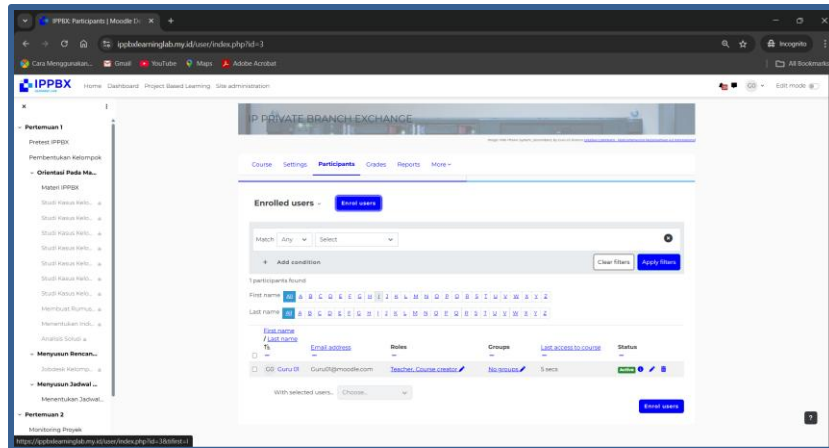 IPPBX: Participants | Moodle De
ippbxlearninglab.my.id/user/index.php?id=3
Incognito
Cara Menggunakan... Gmail YouTube Maps Adobe Acrobat
All Bookmarks
IPPBX Home Dashboard Project Based Learning Site administration
GO Edit mode
Pertemuan 1
Pretest IPPBX
Pembentukan Kelompok
Orientasi Pada Ma...
Materi IPPBX
Studi Kasus Kelo...
Studi Kasus Kelo...
Studi Kasus Kelo...
Studi Kasus Kelo...
Studi Kasus Kelo...
Studi Kasus Kelo...
Membuat Rumus...
Menentukan Indi...
Analisis Solusi
Menyusun Rencan...
Jobdesk Kelomp...
Menyusun Jadwal ...
Menentukan Jadwal...
Pertemuan 2
Monitoring Proyek
IP PRIVATE BRANCH EXCHANGE
Course Settings Participants Grades Reports More
Enrolled users Enrol users
Match Any Select
+ Add condition
Clear filters Apply filters
1 participants found
First name All A B C D E F G H I J K L M N O P Q R S T U V W X Y Z
Last name All A B C D E F G H I J K L M N O P Q R S T U V W X Y Z
First name
/ Last name
Email address Roles Groups Last access to course Status
GO Guru 01 Guru01@moodle.com Teacher, Course creator No groups 5 secs Active
With selected users... Choose...
Enrol users
?
https://ippbxlearninglab.my.id/user/index.php?id=3&tifirst=I